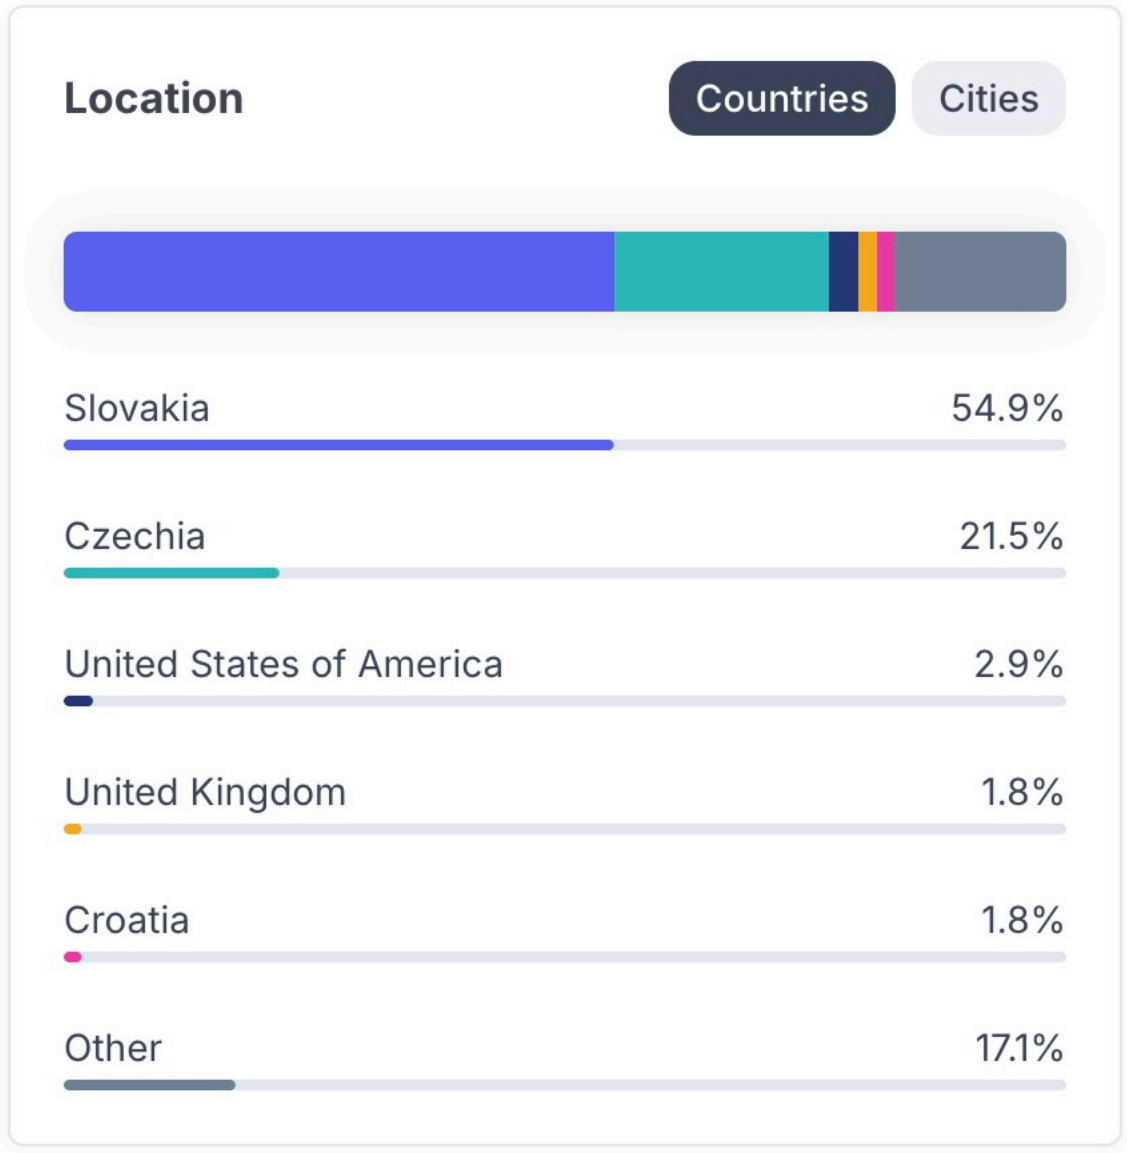 Location
Countries
Cities
Slovakia 54.9%
Czechia 21.5%
United States of America 2.9%
United Kingdom 1.8%
Croatia 1.8%
Other 17.1%